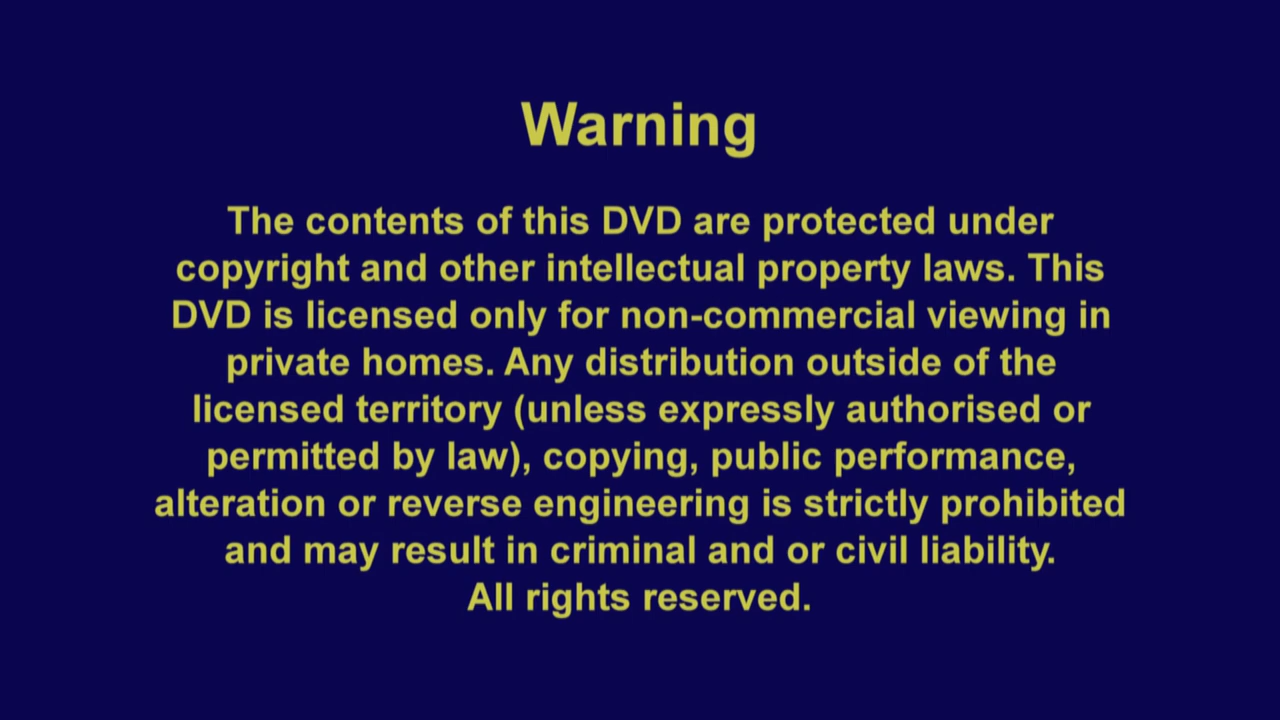 Warning
The contents of this DVD are protected under
copyright and other intellectual property laws. This
DVD is licensed only for non-commercial viewing in
private homes. Any distribution outside of the
licensed territory (unless expressly authorised or
permitted by law), copying, public performance,
alteration or reverse engineering is strictly prohibited
and may result in criminal and or civil liability.
All rights reserved.